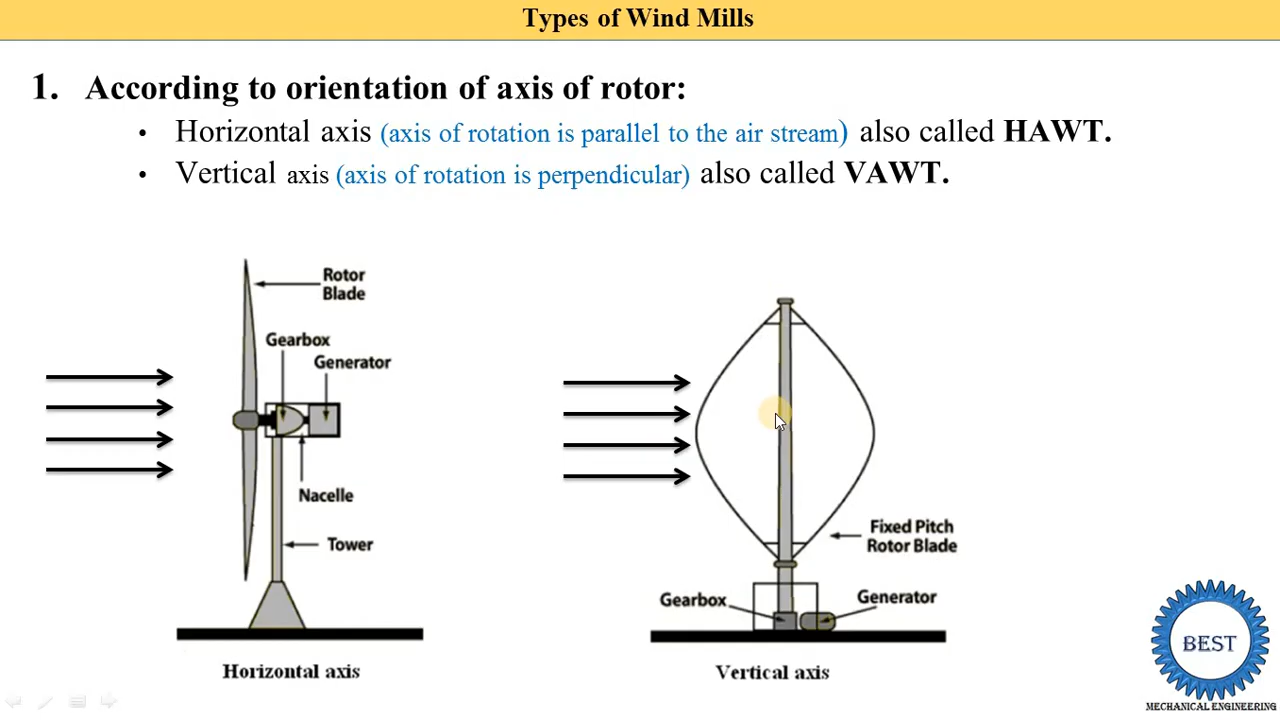 Types of Wind Mills
1. According to orientation of axis of rotor:
• Horizontal axis (axis of rotation is parallel to the air stream) also called HAWT.
• Vertical axis (axis of rotation is perpendicular) also called VAWT.
Rotor
Blade
Gearbox
Generator
Nacelle
Tower
Horizontal axis
Fixed Pitch
Rotor Blade
Gearbox
Generator
Vertical axis
BEST
MECHANICAL ENGINEERING